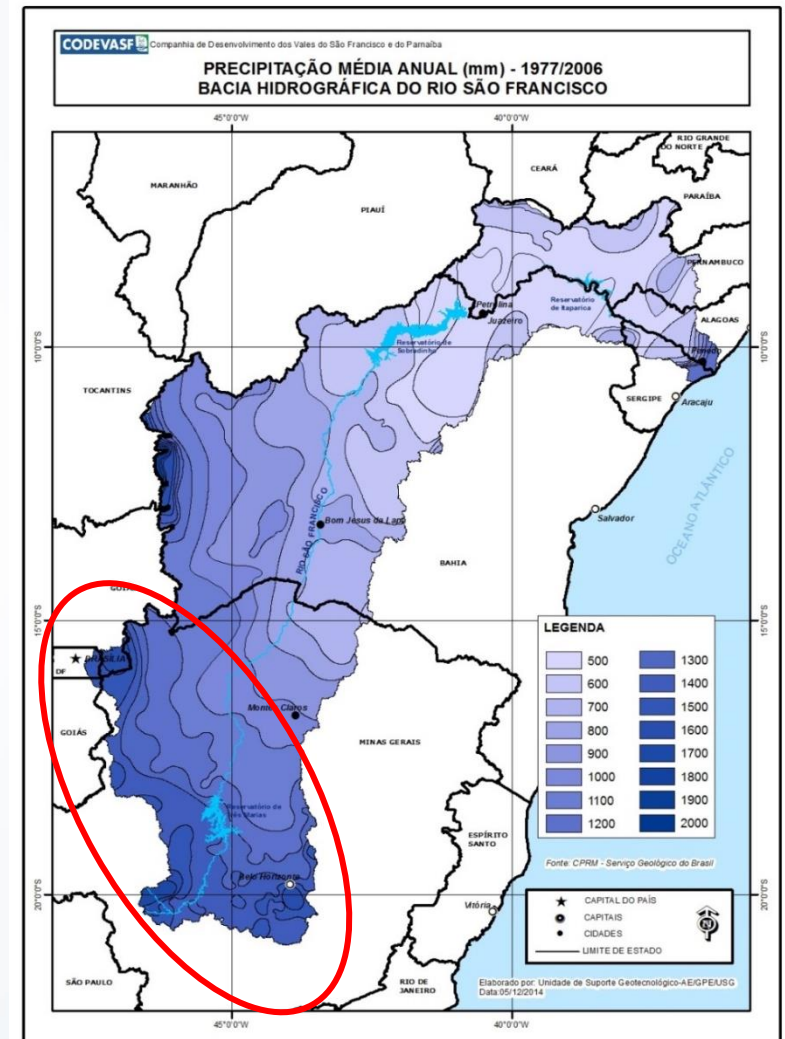 CODEVASF Companhia de Desenvolvimento dos Vales do São Francisco e do Parnaíba
PRECIPITAÇÃO MÉDIA ANUAL (mm) - 1977/2006
BACIA HIDROGRÁFICA DO RIO SÃO FRANCISCO
45°0'0"W 40°0'0"W
RIO GRANDE
DO NORTE
CEARÁ
MARANHÃO
PARAÍBA
PIAUÍ
PERNAMBUCO
Petrolina
Reservatório
de Itaparica
Juazeiro
ALAGOAS
Reservatório de
Sobradinho
10°0'0"S 10°0'0"S
Penedo
TOCANTINS
SERGIPE
Aracaju
OCEANO ATLÂNTICO
RIO SÃO FRANCISCO
Salvador
Bom Jesus da Lapa
BAHIA
GOIÁS
15°0'0"S 15°0'0"S
LEGENDA
BRASÍLIA
DF
500 1300
600 1400
700 1500
800 1600
900 1700
1000 1800
1100 1900
1200 2000
Montes Claros
GOIÁS
MINAS GERAIS
Reservatório de
Três Marias
ESPÍRITO
SANTO
Fonte: CPRM - Serviço Geológico do Brasil
Belo Horizonte
20°0'0"S 20°0'0"S
Vitória
CAPITAL DO PAÍS
CAPITAIS
CIDADES
LIMITE DE ESTADO
N
SÃO PAULO
RIO DE
JANEIRO
Elaborado por: Unidade de Suporte Geotecnológico-AE/GPE/USG
Data:05/12/2014
45°0'0"W 40°0'0"W